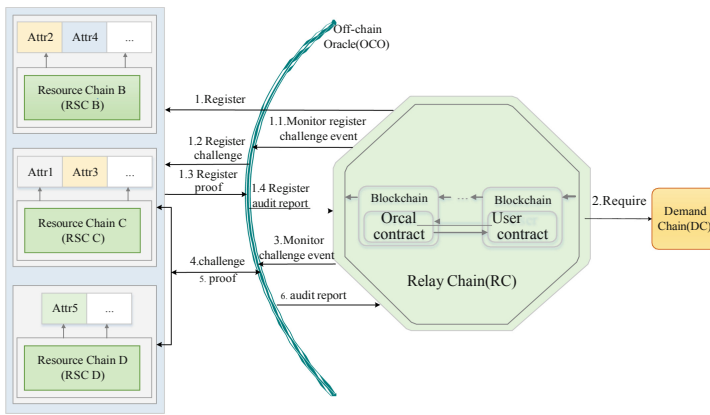 Attr2 Attr4 ...
Resource Chain B
(RSC B)
Attr1 Attr3 ...
Resource Chain C
(RSC C)
Attr5 ...
Resource Chain D
(RSC D)
Off-chain
Oracle(OCO)
1.Register
1.1.Monitor register
challenge event
1.2 Register
challenge
1.3 Register
proof
1.4 Register
audit report
3.Monitor
challenge event
4.challenge
5. proof
6. audit report
Blockchain ... Blockchain
Orcal
contract
User
contract
Relay Chain(RC)
2.Require
Demand
Chain(DC)